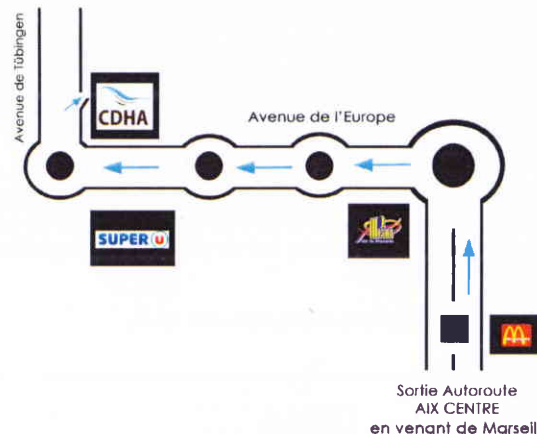 Avenue de Tübingen
CDHA
Avenue de l'Europe
SUPER U
Sortie Autoroute
AIX CENTRE
en venant de Marseil